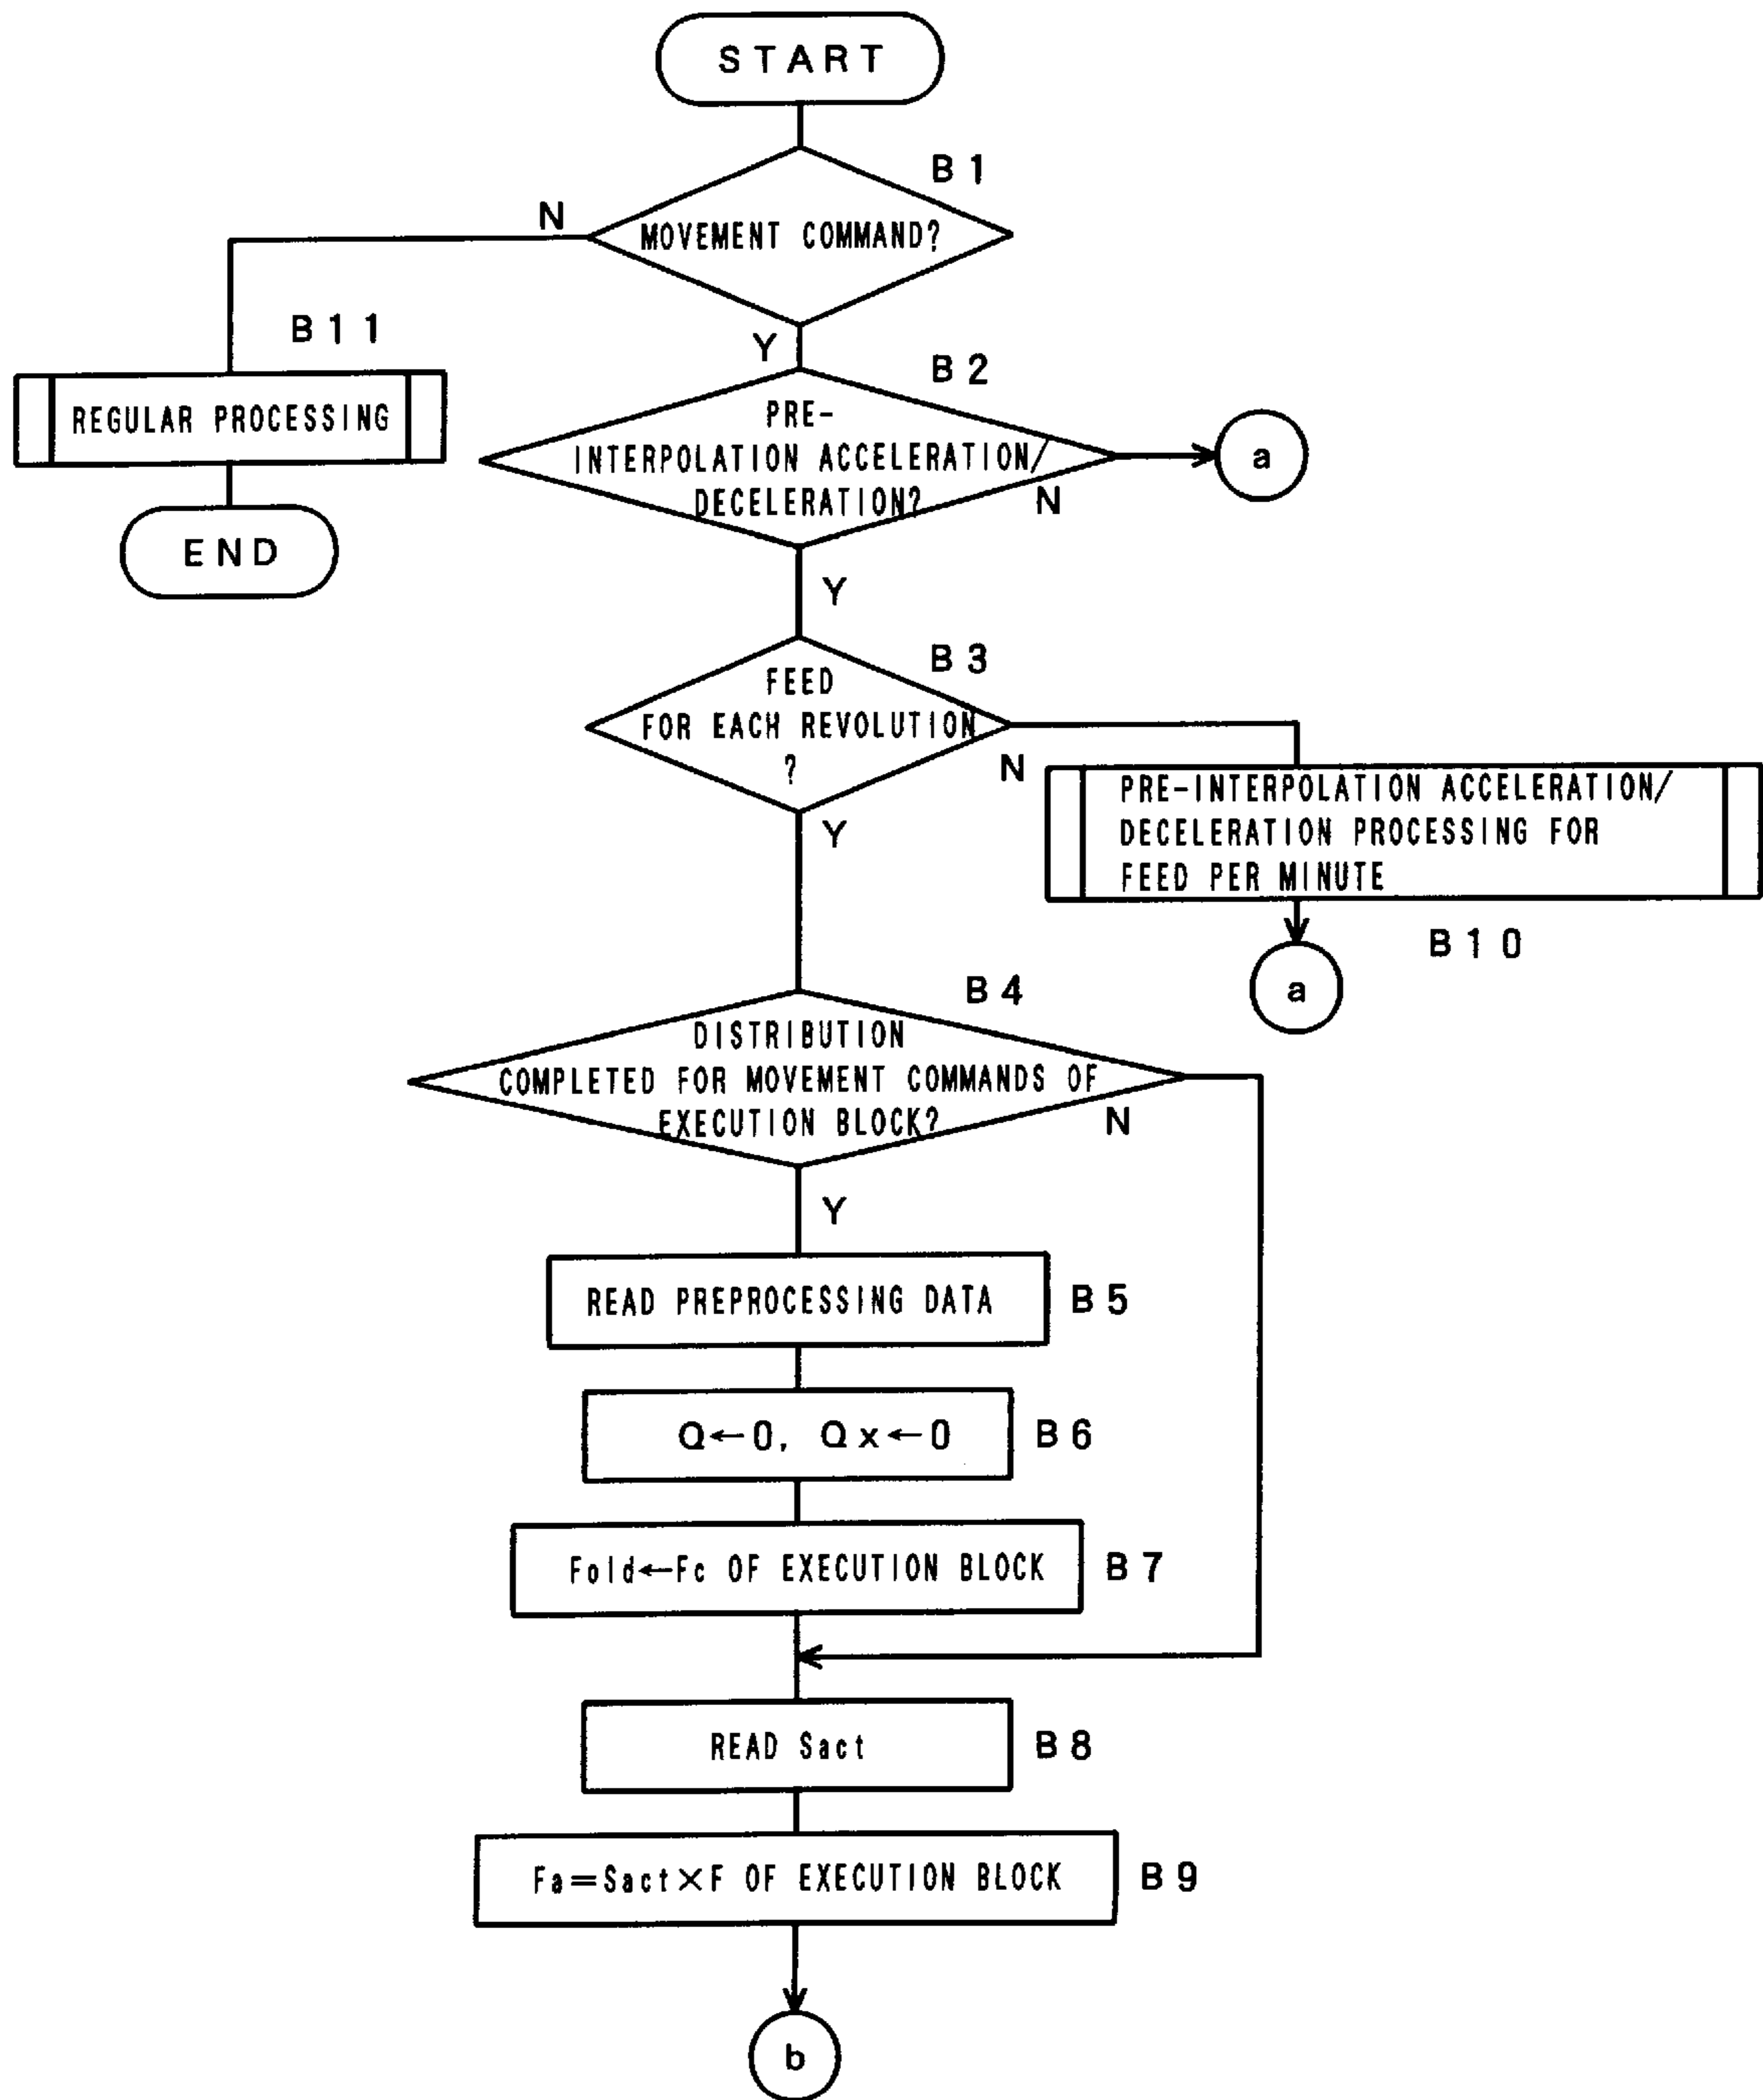 START
B1
N
MOVEMENT COMMAND?
B11
Y
B2
REGULAR PROCESSING
PRE-
INTERPOLATION ACCELERATION/
DECELERATION?
N
a
END
Y
B3
FEED
FOR EACH REVOLUTION
?
N
Y
PRE-INTERPOLATION ACCELERATION/
DECELERATION PROCESSING FOR
FEED PER MINUTE
B10
a
B4
DISTRIBUTION
COMPLETED FOR MOVEMENT COMMANDS OF
EXECUTION BLOCK?
N
Y
READ PREPROCESSING DATA
B5
Q←0, Qx←0
B6
Fold←Fc OF EXECUTION BLOCK
B7
READ Sact
B8
Fa=Sact×F OF EXECUTION BLOCK
B9
b